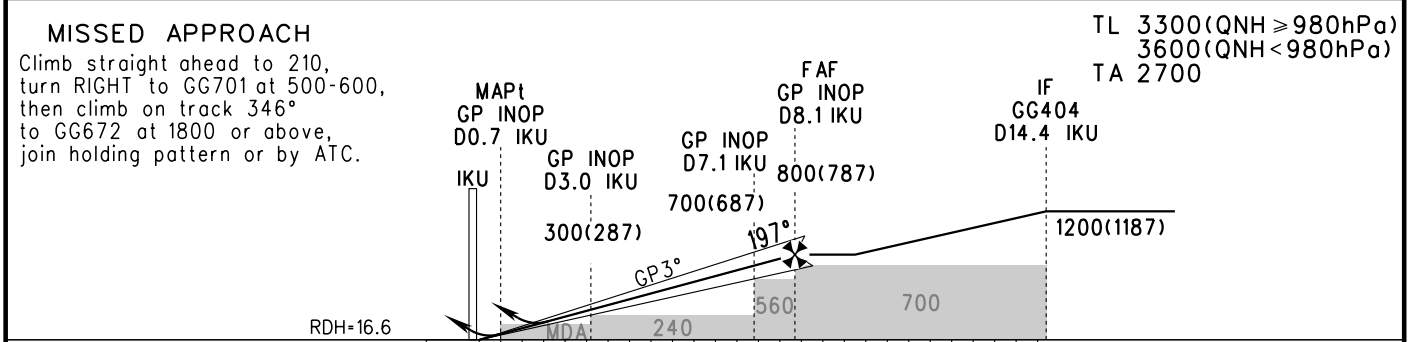 MISSED APPROACH
Climb straight ahead to 210,
turn RIGHT to GG701 at 500-600,
then climb on track 346°
to GG672 at 1800 or above,
join holding pattern or by ATC.
TL 3300(QNH≥980hPa)
3600(QNH<980hPa)
TA 2700
IKU
MAPt
GP INOP
D0.7 IKU
GP INOP
D3.0 IKU
300(287)
GP INOP
D7.1 IKU
700(687)
FAF
GP INOP
D8.1 IKU
800(787)
IF
GG404
D14.4 IKU
1200(1187)
197°
GP3°
RDH=16.6
MDA
240
560
700